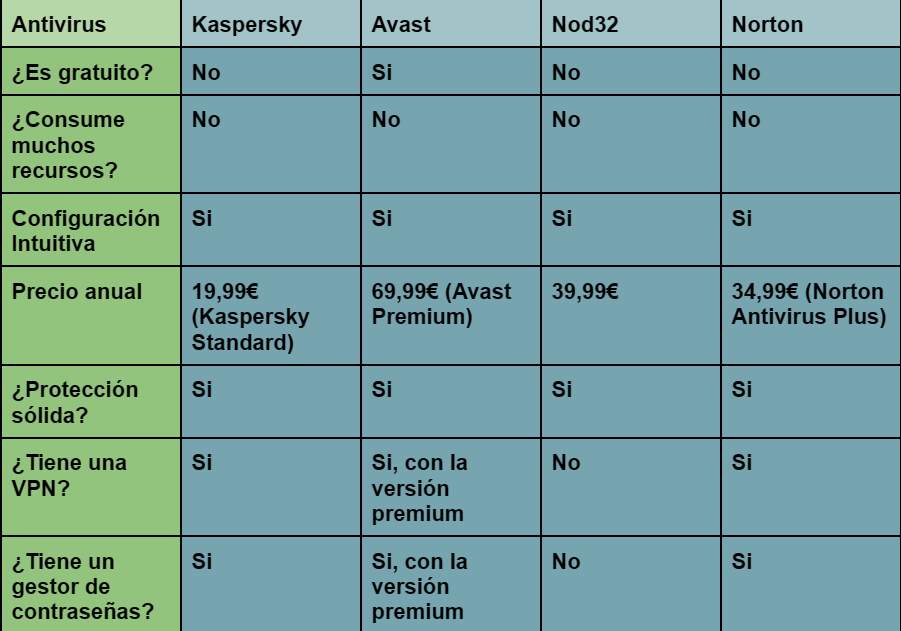 Antivirus Kaspersky Avast Nod32 Norton
¿Es gratuito? No Si No No
¿Consume muchos recursos? No No No No
Configuración Intuitiva Si Si Si Si
Precio anual 19,99€ (Kaspersky Standard) 69,99€ (Avast Premium) 39,99€ 34,99€ (Norton Antivirus Plus)
¿Protección sólida? Si Si Si Si
¿Tiene una VPN? Si Si, con la versión premium No Si
¿Tiene un gestor de contraseñas? Si Si, con la versión premium No Si